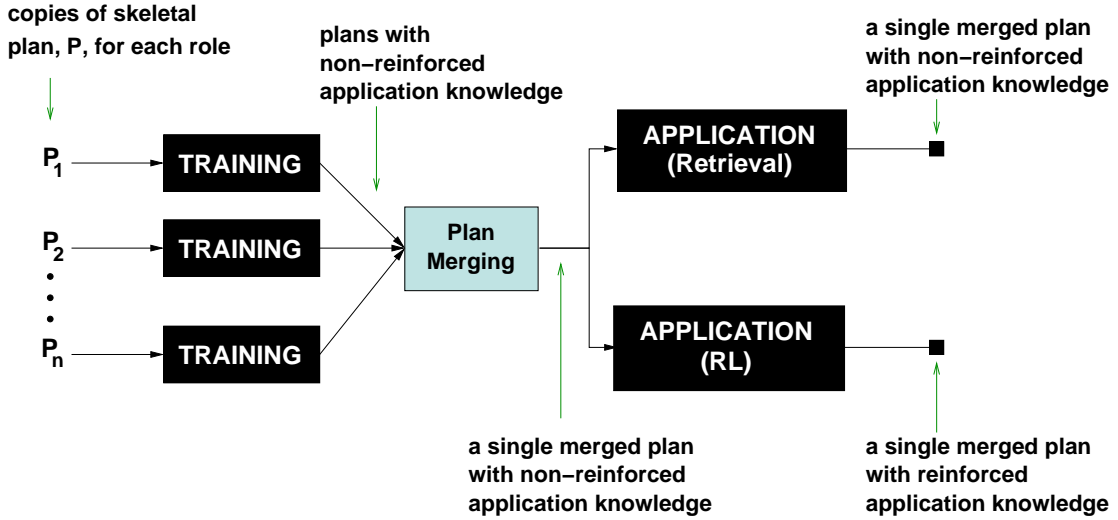 copies of skeletal
plan, P, for each role
plans with
non−reinforced
application knowledge
a single merged plan
with non−reinforced
application knowledge
P1
TRAINING
APPLICATION
(Retrieval)
P2
TRAINING
Plan
Merging
Pn
TRAINING
APPLICATION
(RL)
a single merged plan
with non−reinforced
application knowledge
a single merged plan
with reinforced
application knowledge